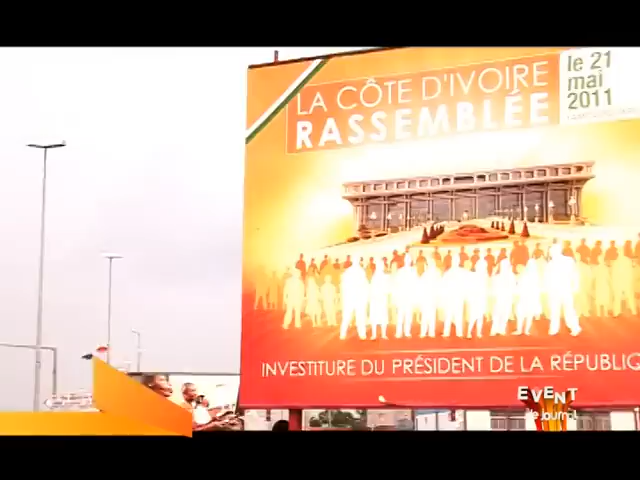 LA CÔTE D'IVOIRE
RASSEMBLÉE
le 21
mai
2011
INVESTITURE DU PRÉSIDENT DE LA RÉPUBLIQ
EVENT
le journal